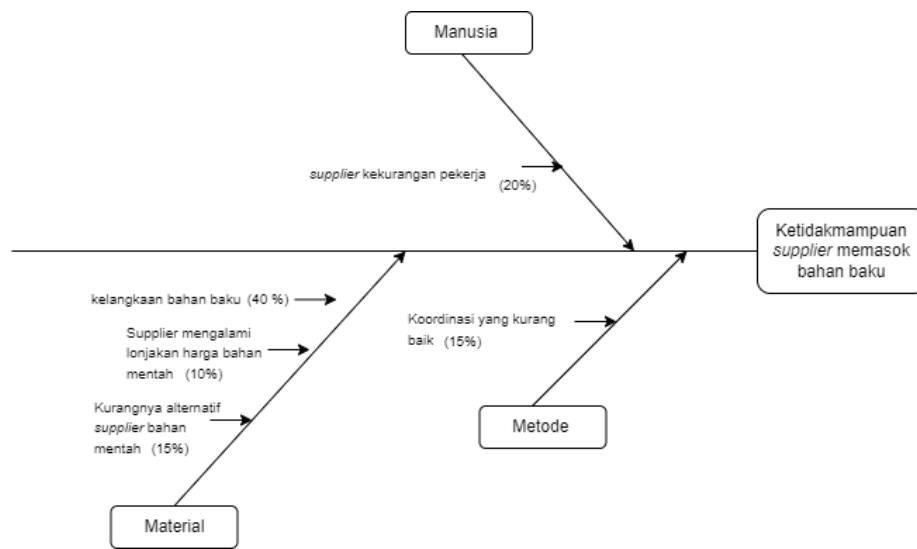 Manusia
supplier kekurangan pekerja (20%)
Ketidakmampuan
supplier memasok
bahan baku
kelangkaan bahan baku (40 %)
Supplier mengalami
lonjakan harga bahan
mentah (10%)
Kurangnya alternatif
supplier bahan
mentah (15%)
Koordinasi yang kurang
baik (15%)
Metode
Material